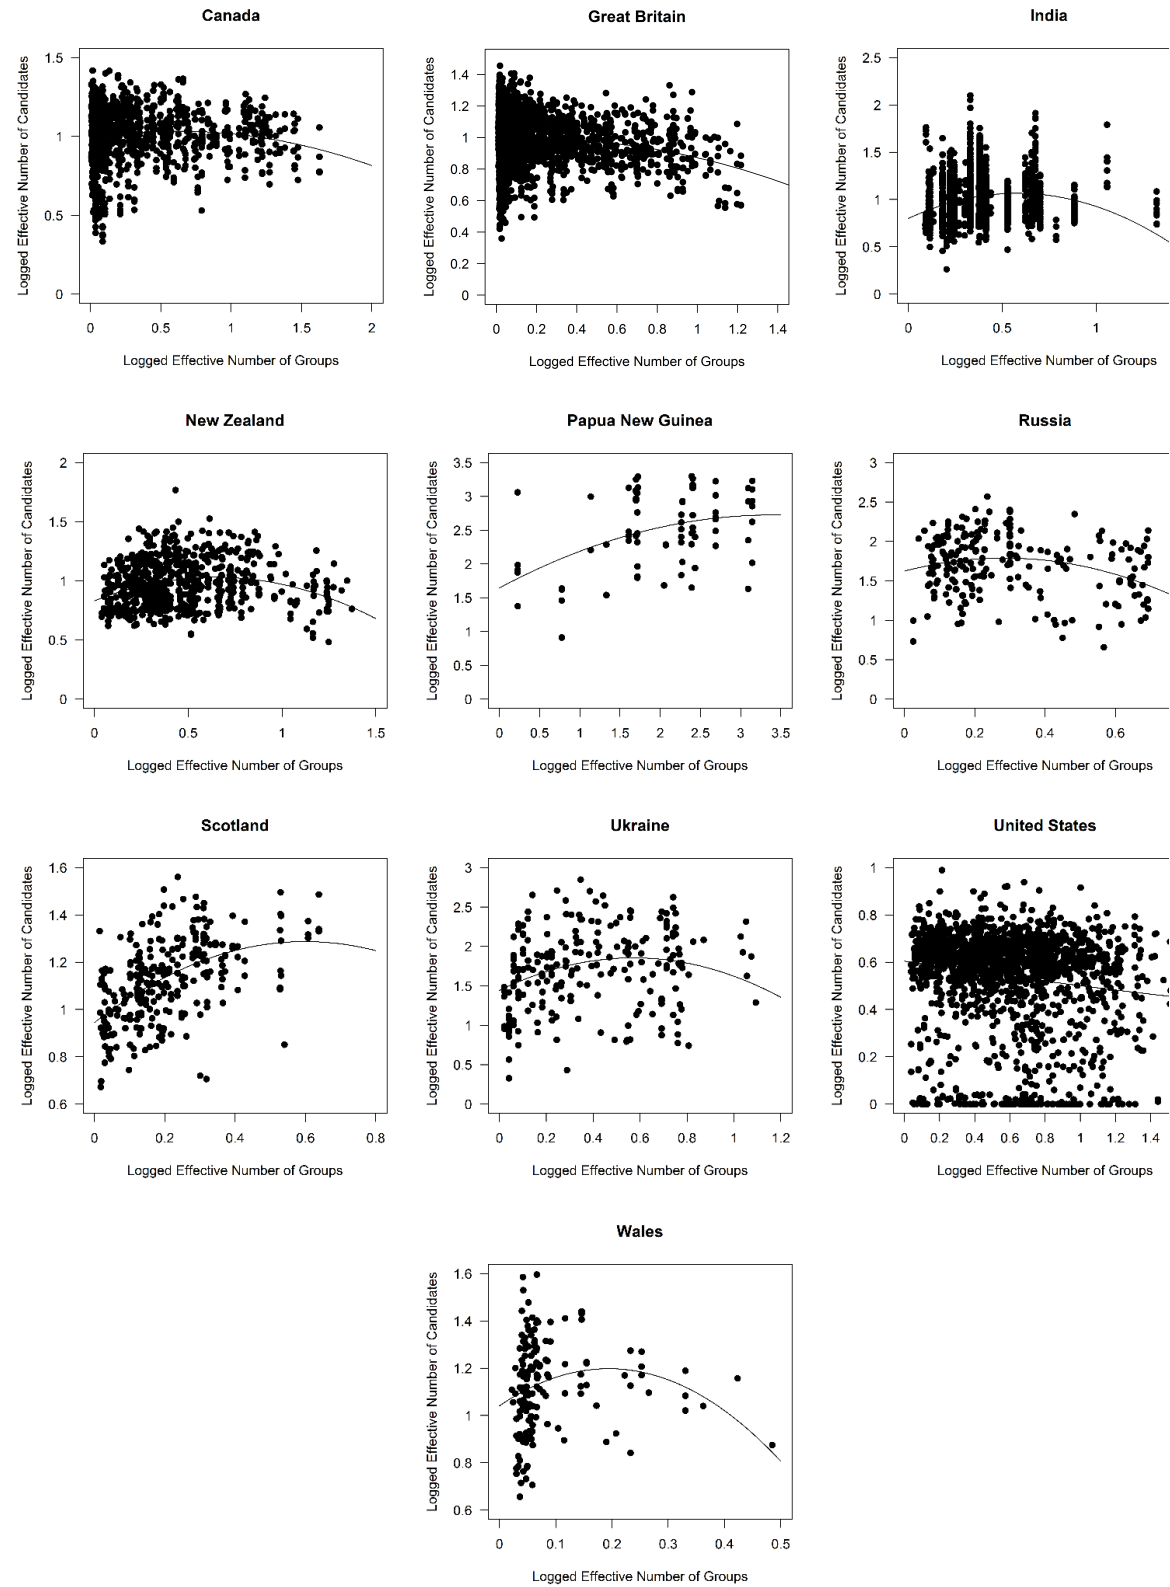 Canada
Great Britain
India
Logged Effective Number of Candidates
1.5
1
0.5
0
0 0.5 1 1.5 2
Logged Effective Number of Groups
Logged Effective Number of Candidates
1.4
1.2
1
0.8
0.6
0.4
0.2
0
0 0.2 0.4 0.6 0.8 1 1.2 1.4
Logged Effective Number of Groups
Logged Effective Number of Candidates
2.5
2
1.5
1
0.5
0
0 0.5 1
Logged Effective Number of Groups
New Zealand
Papua New Guinea
Russia
Logged Effective Number of Candidates
2
1.5
1
0.5
0
0 0.5 1 1.5
Logged Effective Number of Groups
Logged Effective Number of Candidates
3.5
3
2.5
2
1.5
1
0.5
0
0 0.5 1 1.5 2 2.5 3 3.5
Logged Effective Number of Groups
Logged Effective Number of Candidates
3
2.5
2
1.5
1
0.5
0
0 0.2 0.4 0.6
Logged Effective Number of Groups
Scotland
Ukraine
United States
Logged Effective Number of Candidates
1.6
1.4
1.2
1
0.8
0.6
0 0.2 0.4 0.6 0.8
Logged Effective Number of Groups
Logged Effective Number of Candidates
3
2.5
2
1.5
1
0.5
0
0 0.2 0.4 0.6 0.8 1 1.2
Logged Effective Number of Groups
Logged Effective Number of Candidates
1
0.8
0.6
0.4
0.2
0
0 0.2 0.4 0.6 0.8 1 1.2 1.4
Logged Effective Number of Groups
Wales
Logged Effective Number of Candidates
1.6
1.4
1.2
1
0.8
0.6
0 0.1 0.2 0.3 0.4 0.5
Logged Effective Number of Groups